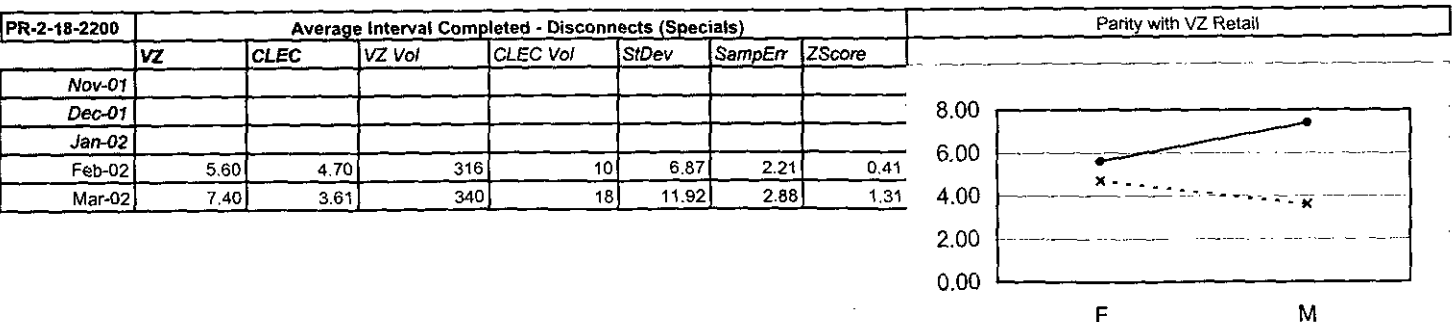 PR-2-18-2200 Average Interval Completed - Disconnects (Specials) Parity with VZ Retail
VZ CLEC VZ Vol CLEC Vol StDev SampErr ZScore
Nov-01
Dec-01
Jan-02
Feb-02 5.60 4.70 316 10 6.87 2.21 0.41
Mar-02 7.40 3.61 340 18 11.92 2.88 1.31
8.00
6.00
4.00
2.00
0.00
F M